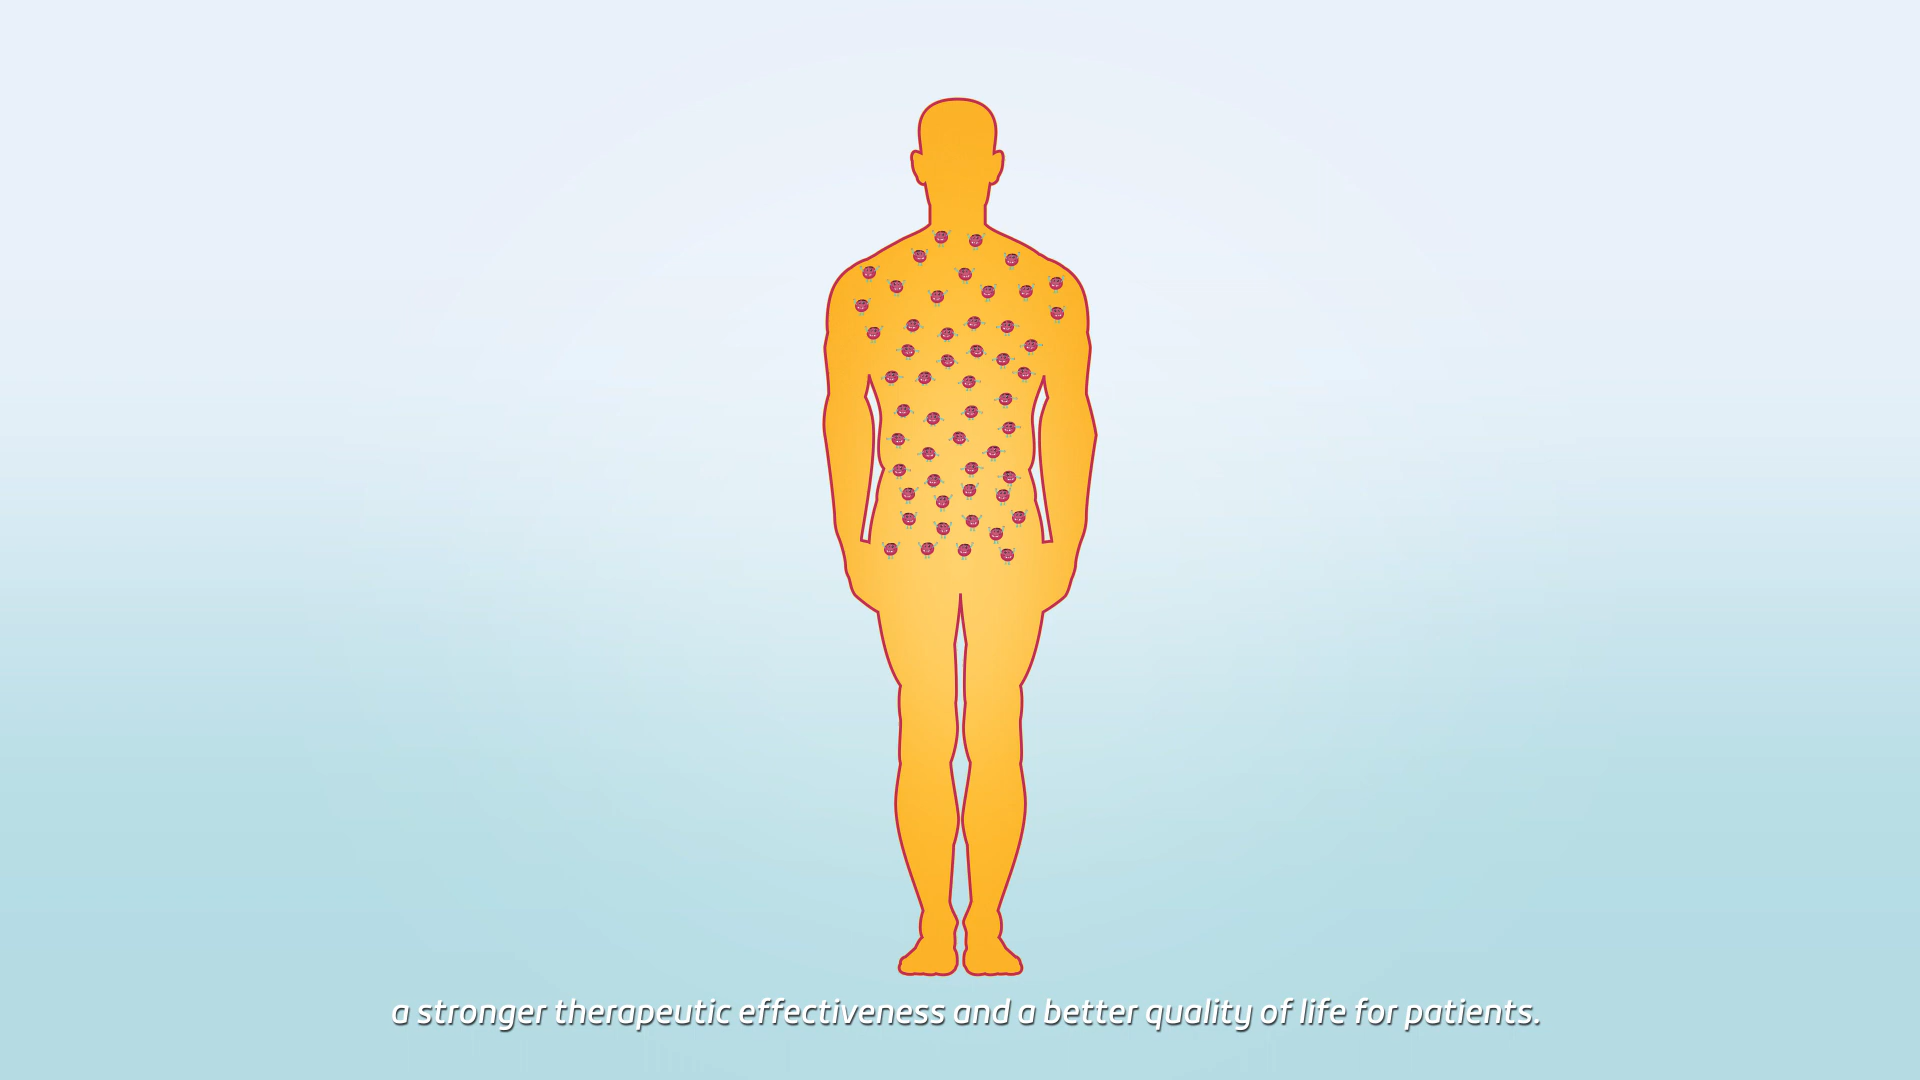 a stronger therapeutic effectiveness and a better quality of life for patients.